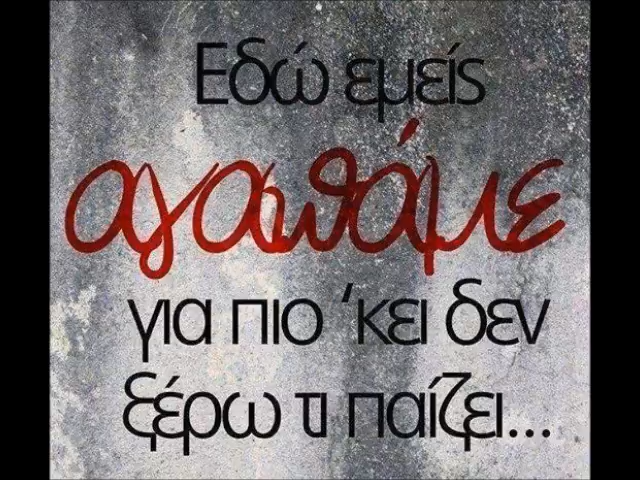 Εδώ εμείς
αγαπάμε
για πιο ‘κει δεν
ξέρω τι παίζει...